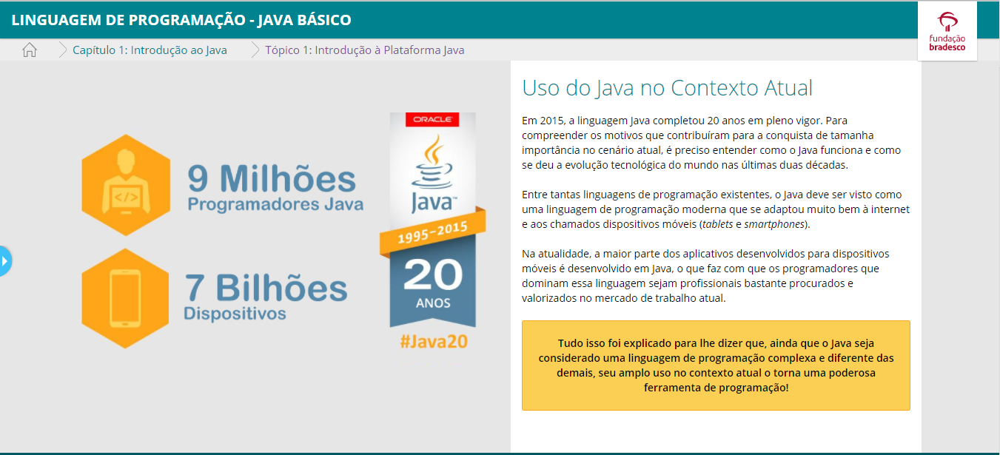 LINGUAGEM DE PROGRAMAÇÃO - JAVA BÁSICO
fundação
bradesco
Capítulo 1: Introdução ao Java
Tópico 1: Introdução à Plataforma Java
</>
9 Milhões
Programadores Java
7 Bilhões
Dispositivos
ORACLE
Java™
1995-2015
20
ANOS
#Java20
Uso do Java no Contexto Atual
Em 2015, a linguagem Java completou 20 anos em pleno vigor. Para
compreender os motivos que contribuíram para a conquista de tamanha
importância no cenário atual, é preciso entender como o Java funciona e como
se deu a evolução tecnológica do mundo nas últimas duas décadas.
Entre tantas linguagens de programação existentes, o Java deve ser visto como
uma linguagem de programação moderna que se adaptou muito bem à internet
e aos chamados dispositivos móveis (tablets e smartphones).
Na atualidade, a maior parte dos aplicativos desenvolvidos para dispositivos
móveis é desenvolvido em Java, o que faz com que os programadores que
dominam essa linguagem sejam profissionais bastante procurados e
valorizados no mercado de trabalho atual.
Tudo isso foi explicado para lhe dizer que, ainda que o Java seja
considerado uma linguagem de programação complexa e diferente das
demais, seu amplo uso no contexto atual o torna uma poderosa
ferramenta de programação!